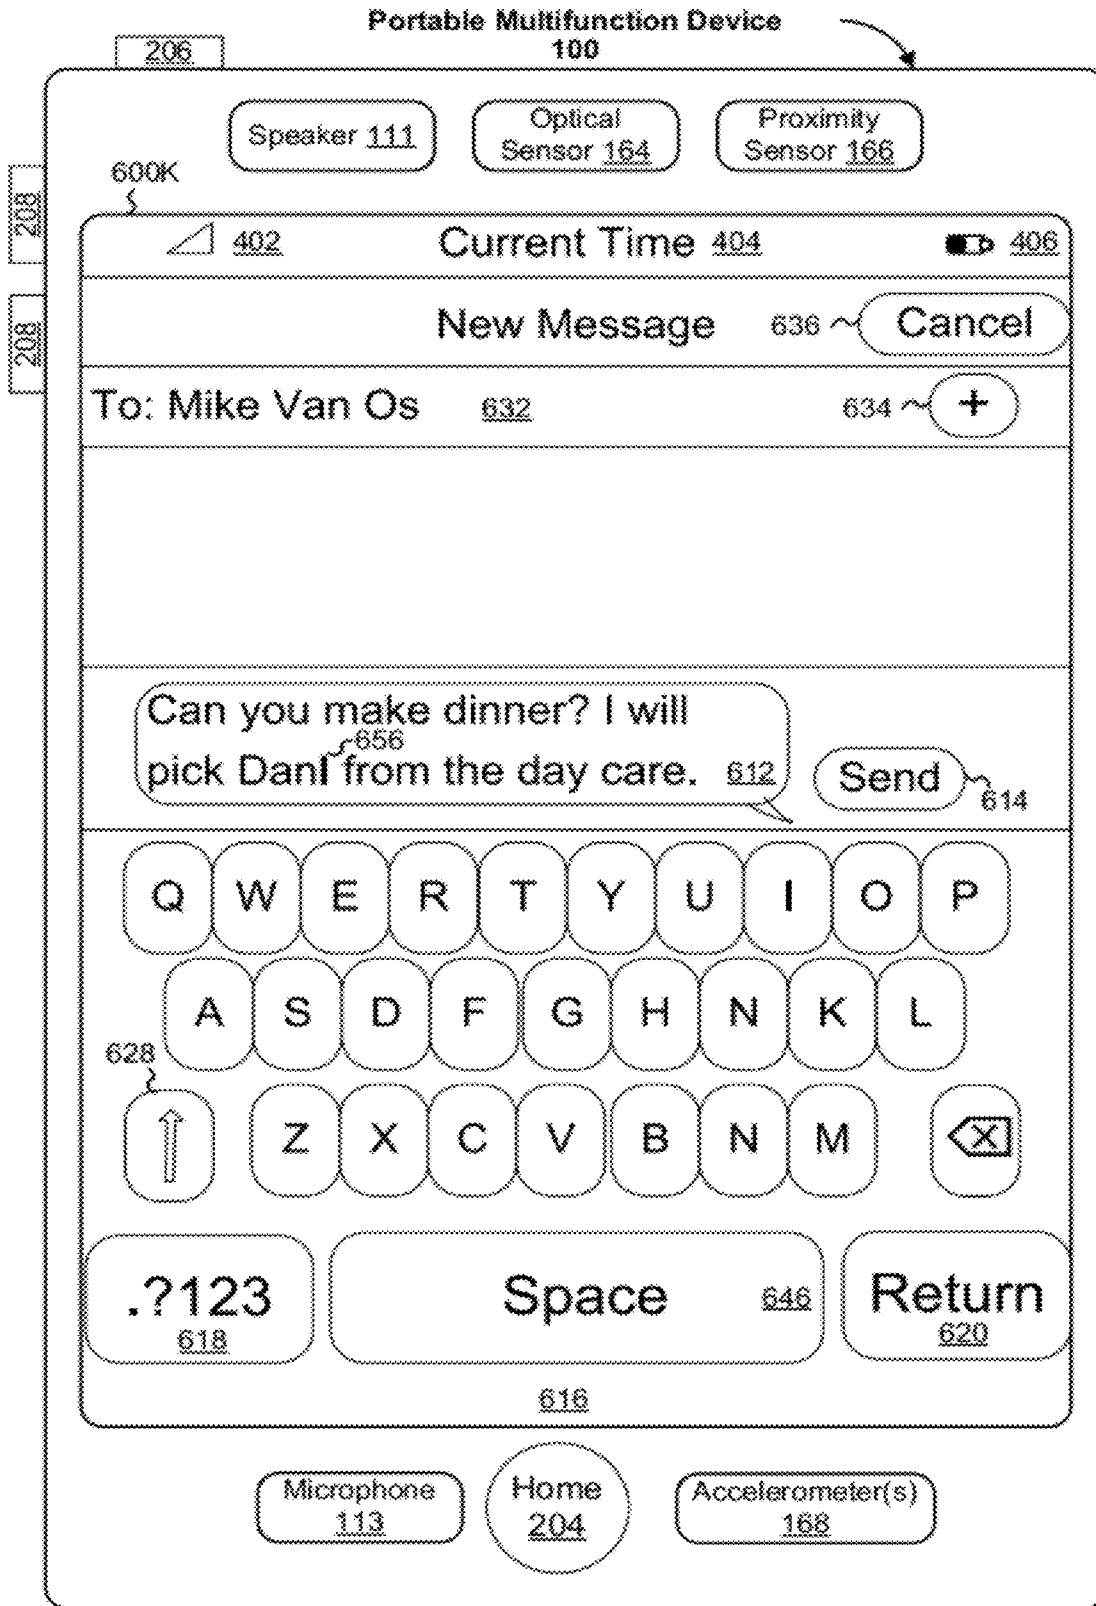 Portable Multifunction Device
100
206
Speaker 111
Optical
Sensor 164
Proximity
Sensor 166
600K
208
402 Current Time 404 406
New Message 636 Cancel
208
To: Mike Van Os 632 634 +
Can you make dinner? I will
656
pick Dan from the day care. 612 Send
614
Q W E R T Y U I O P
A S D F G H N K L
628
Z X C V B N M X
.?123
618
Space 646
Return
620
616
Microphone
113
Home
204
Accelerometer(s)
168